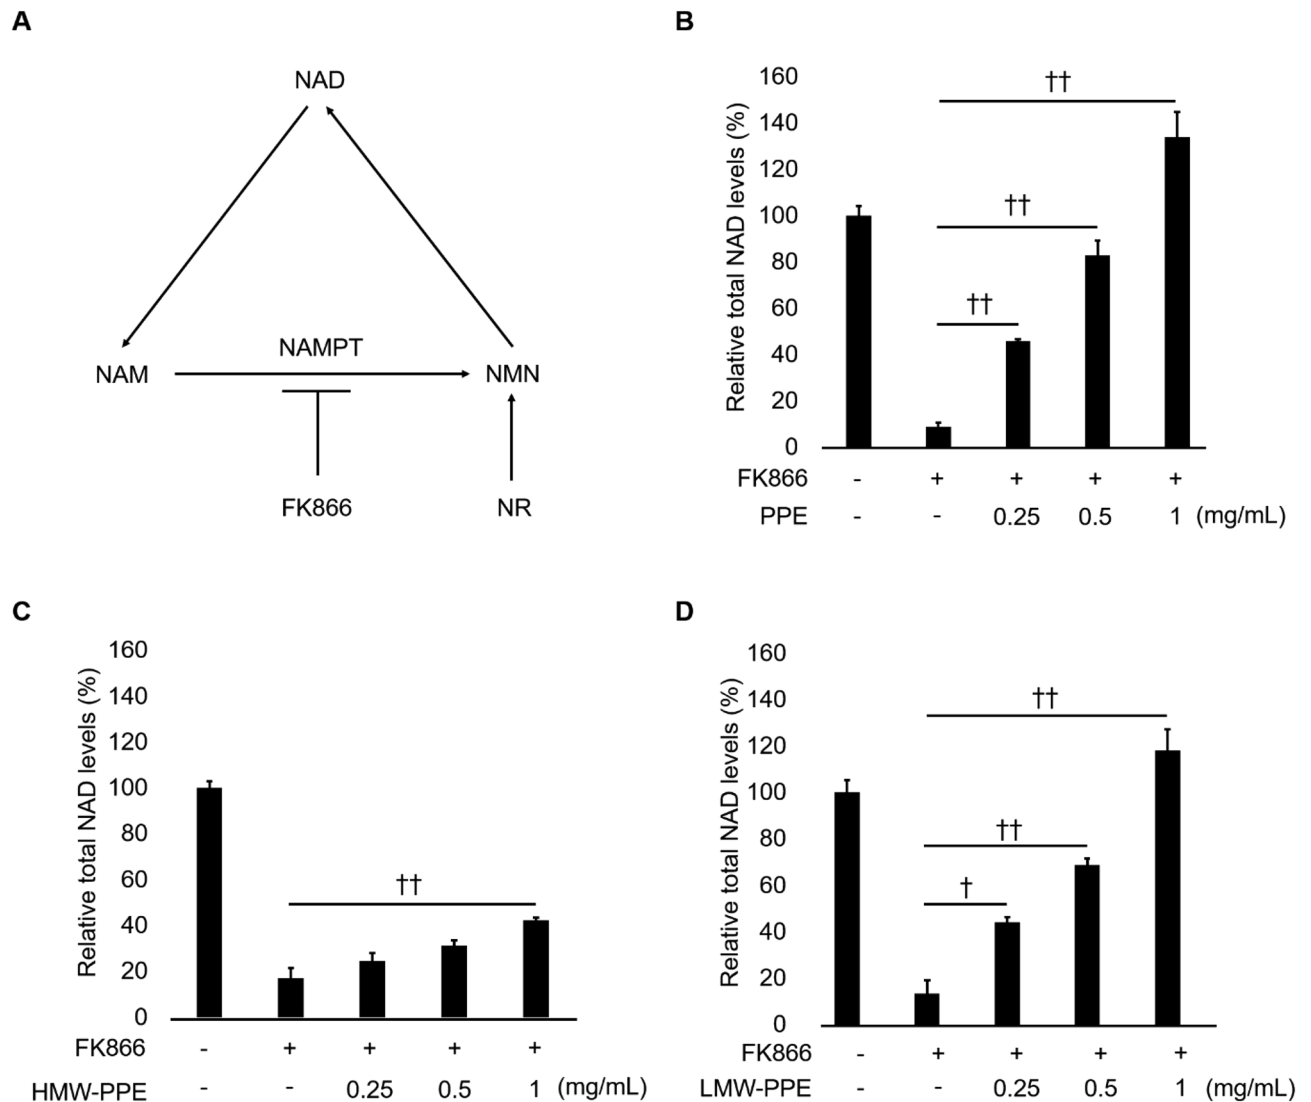 A
NAD
NAMPT
NAM
NMN
FK866
NR
B
Relative total NAD levels (%)
160
140
120
100
80
60
40
20
0
††
††
††
FK866 - + + + +
PPE - - 0.25 0.5 1 (mg/mL)
C
Relative total NAD levels (%)
160
140
120
100
80
60
40
20
0
††
FK866 - + + + +
HMW-PPE - - 0.25 0.5 1 (mg/mL)
D
Relative total NAD levels (%)
160
140
120
100
80
60
40
20
0
††
††
†
FK866 - + + + +
LMW-PPE - - 0.25 0.5 1 (mg/mL)